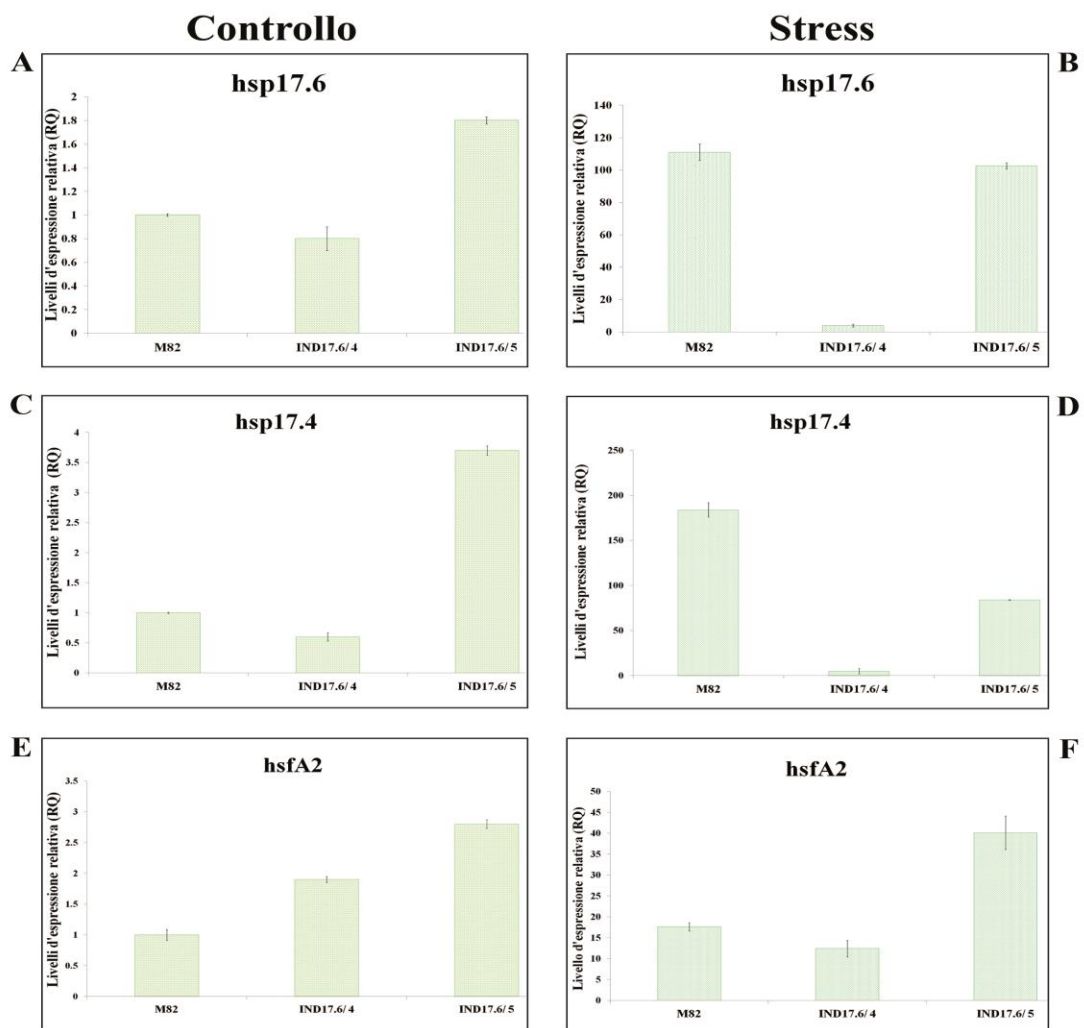 Controllo
Stress
A
hsp17.6
Livelli d'espressione relativa (RQ)
2
1.8
1.6
1.4
1.2
1
0.8
0.6
0.4
0.2
0
M82
IND17.6/4
IND17.6/5
B
hsp17.6
Livelli d'espressione relativa (RQ)
140
120
100
80
60
40
20
0
M82
IND17.6/4
IND17.6/5
C
hsp17.4
Livelli d'espressione relativa (RQ)
4
3.5
3
2.5
2
1.5
1
0.5
0
M82
IND17.6/4
IND17.6/5
D
hsp17.4
Livelli d'espressione relativa (RQ)
250
200
150
100
50
0
M82
IND17.6/4
IND17.6/5
E
hsfA2
Livelli d'espressione relativa (RQ)
3.5
3
2.5
2
1.5
1
0.5
0
M82
IND17.6/4
IND17.6/5
F
hsfA2
Livello d'espressione relativa (RQ)
50
45
40
35
30
25
20
15
10
5
0
M82
IND17.6/4
IND17.6/5